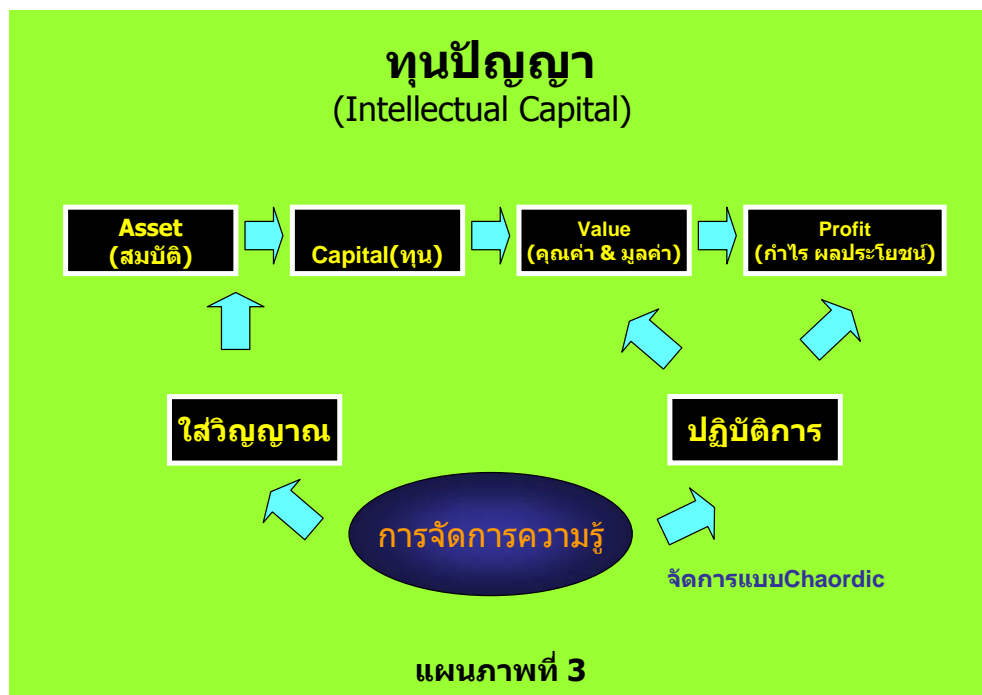 ทุนปัญญา
(Intellectual Capital)
Asset
(สมบัติ)
Capital(ทุน)
Value
(คุณค่า & มูลค่า)
Profit
(กำไร ผลประโยชน์)
ใส่วิญญาณ
ปฏิบัติการ
การจัดการความรู้
จัดการแบบChaordic
แผนภาพที่ 3